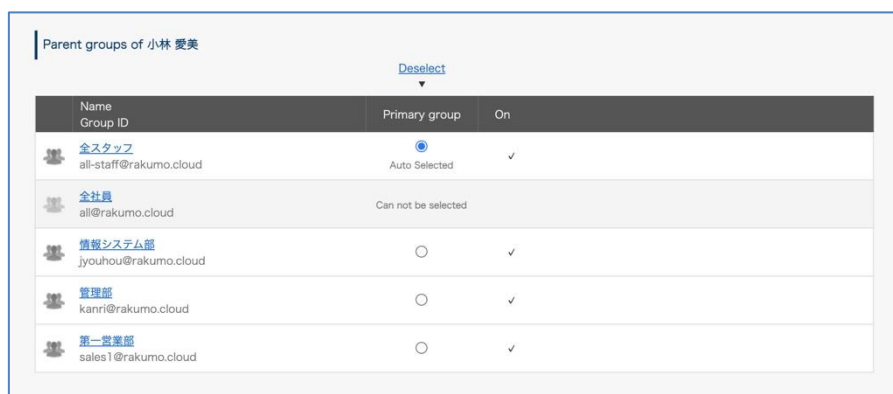 Parent groups of 小林 愛美
Deselect
▼
Name
Group ID
Primary group
On
全スタッフ
all-staff@rakumo.cloud
Auto Selected
✓
全社員
all@rakumo.cloud
Can not be selected
情報システム部
jyouhou@rakumo.cloud
✓
管理部
kanri@rakumo.cloud
✓
第一営業部
sales1@rakumo.cloud
✓